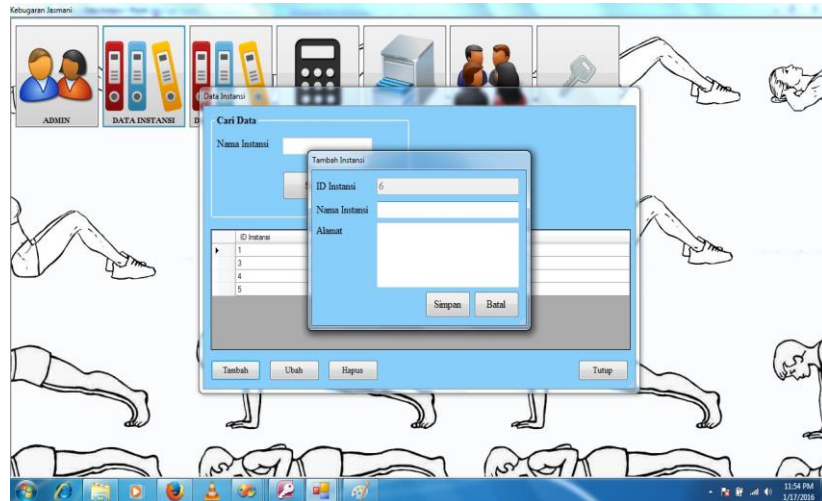 Kebugaran Jasmani
ADMIN
DATA INSTANSI
D
Data Instansi
Cari Data
Nama Instansi
Tambah Instansi
ID Instansi
6
Nama Instansi
Alamat
Simpan
Batal
ID Instansi
1
3
4
5
Tambah
Ubah
Hapus
Tutup
11:54 PM
1/17/2016